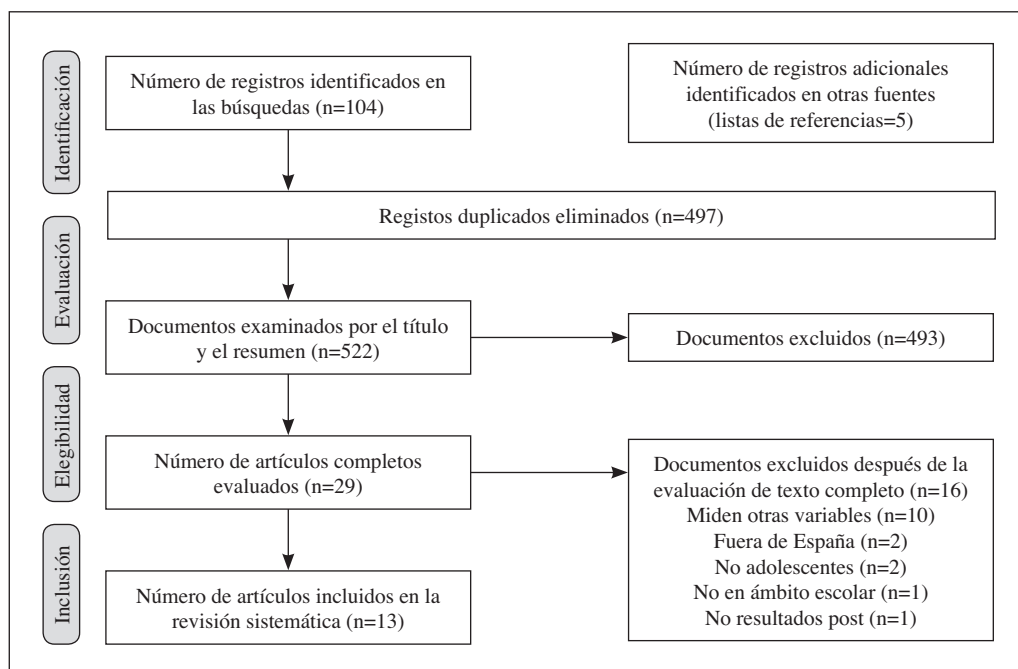 Identificación
Número de registros identificados en
las búsquedas (n=104)
Número de registros adicionales
identificados en otras fuentes
(listas de referencias=5)
Registos duplicados eliminados (n=497)
Evaluación
Documentos examinados por el título
y el resumen (n=522)
Documentos excluidos (n=493)
Elegibilidad
Número de artículos completos
evaluados (n=29)
Documentos excluidos después de la
evaluación de texto completo (n=16)
Miden otras variables (n=10)
Fuera de España (n=2)
No adolescentes (n=2)
No en ámbito escolar (n=1)
No resultados post (n=1)
Inclusión
Número de artículos incluidos en la
revisión sistemática (n=13)